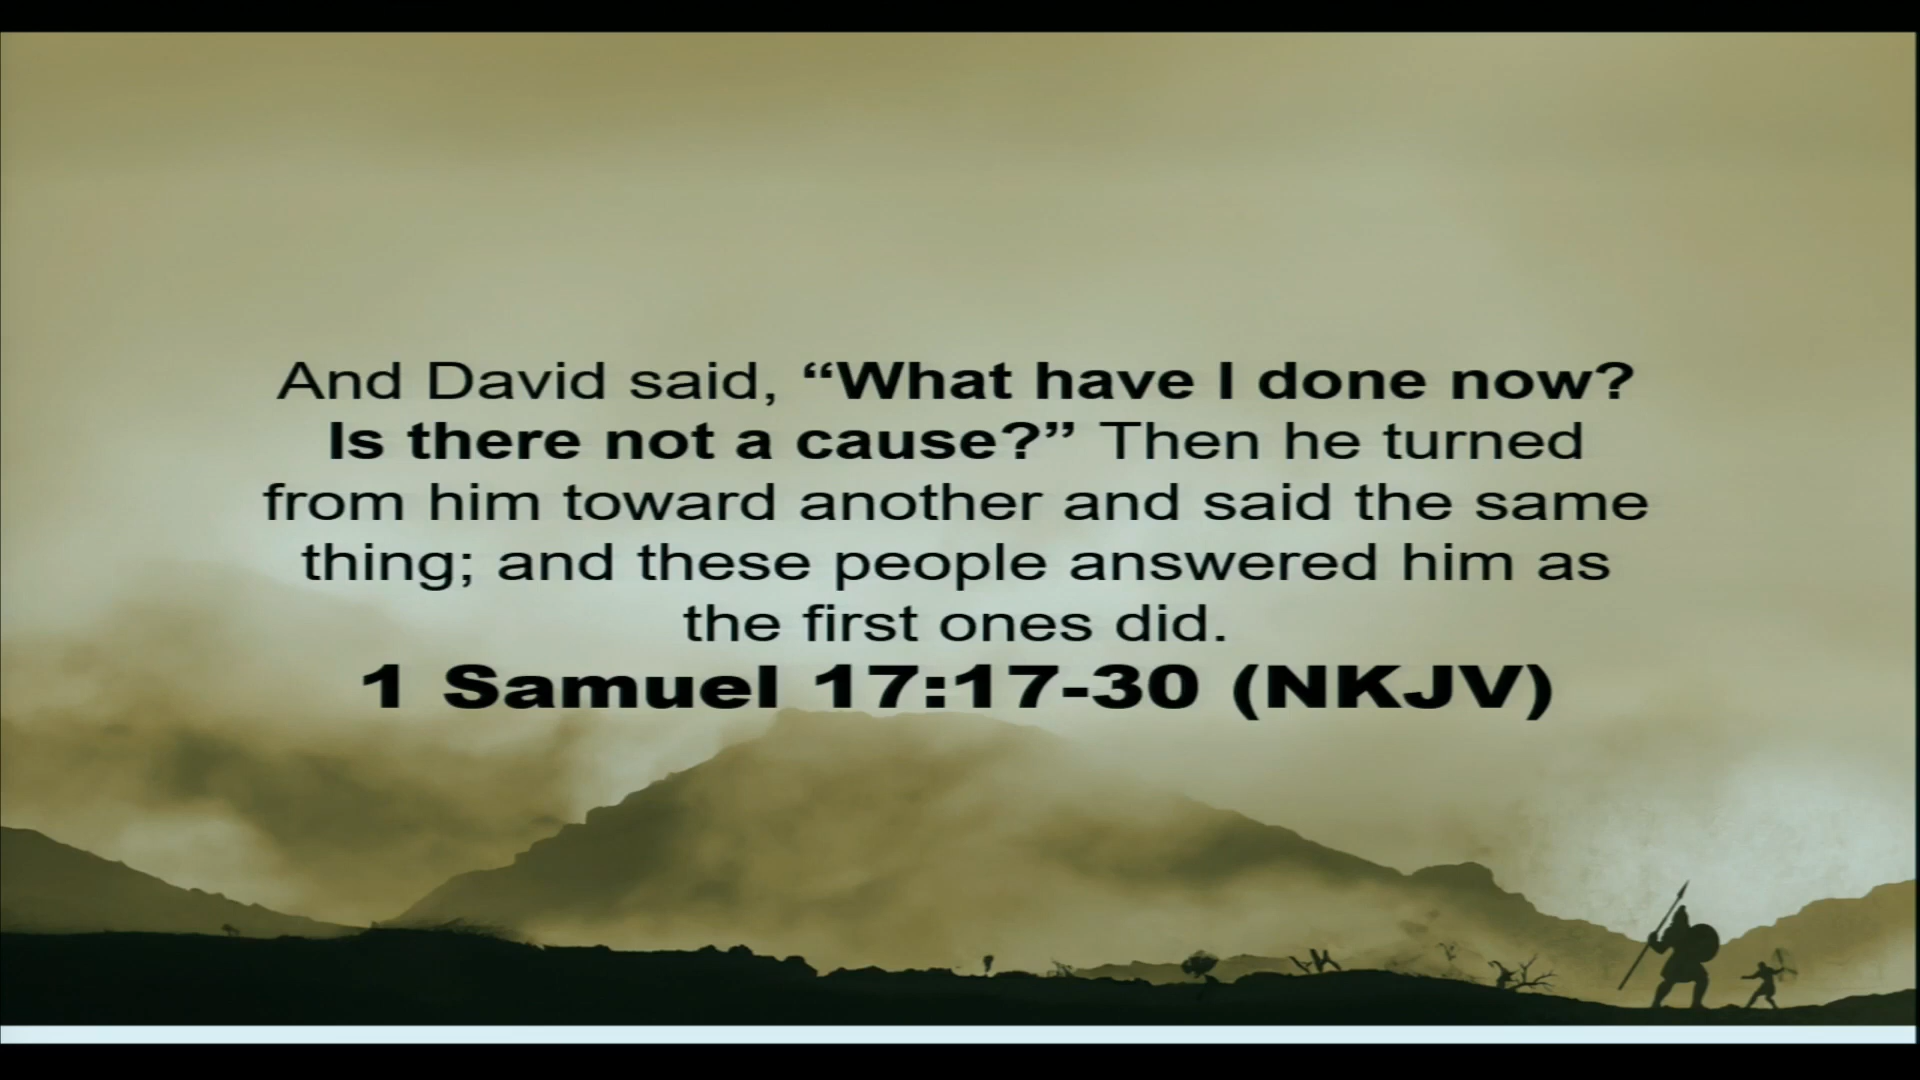 And David said, “What have I done now?
Is there not a cause?” Then he turned
from him toward another and said the same
thing; and these people answered him as
the first ones did.
1 Samuel 17:17-30 (NKJV)